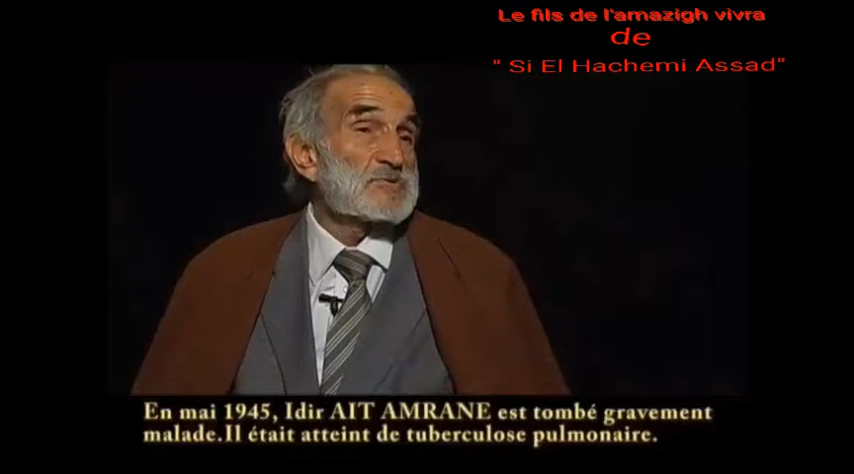 Le fils de l'amazigh vivra
de
" Si El Hachemi Assad"
En mai 1945, Idir AIT AMRANE est tombé gravement
malade.Il était atteint de tuberculose pulmonaire.